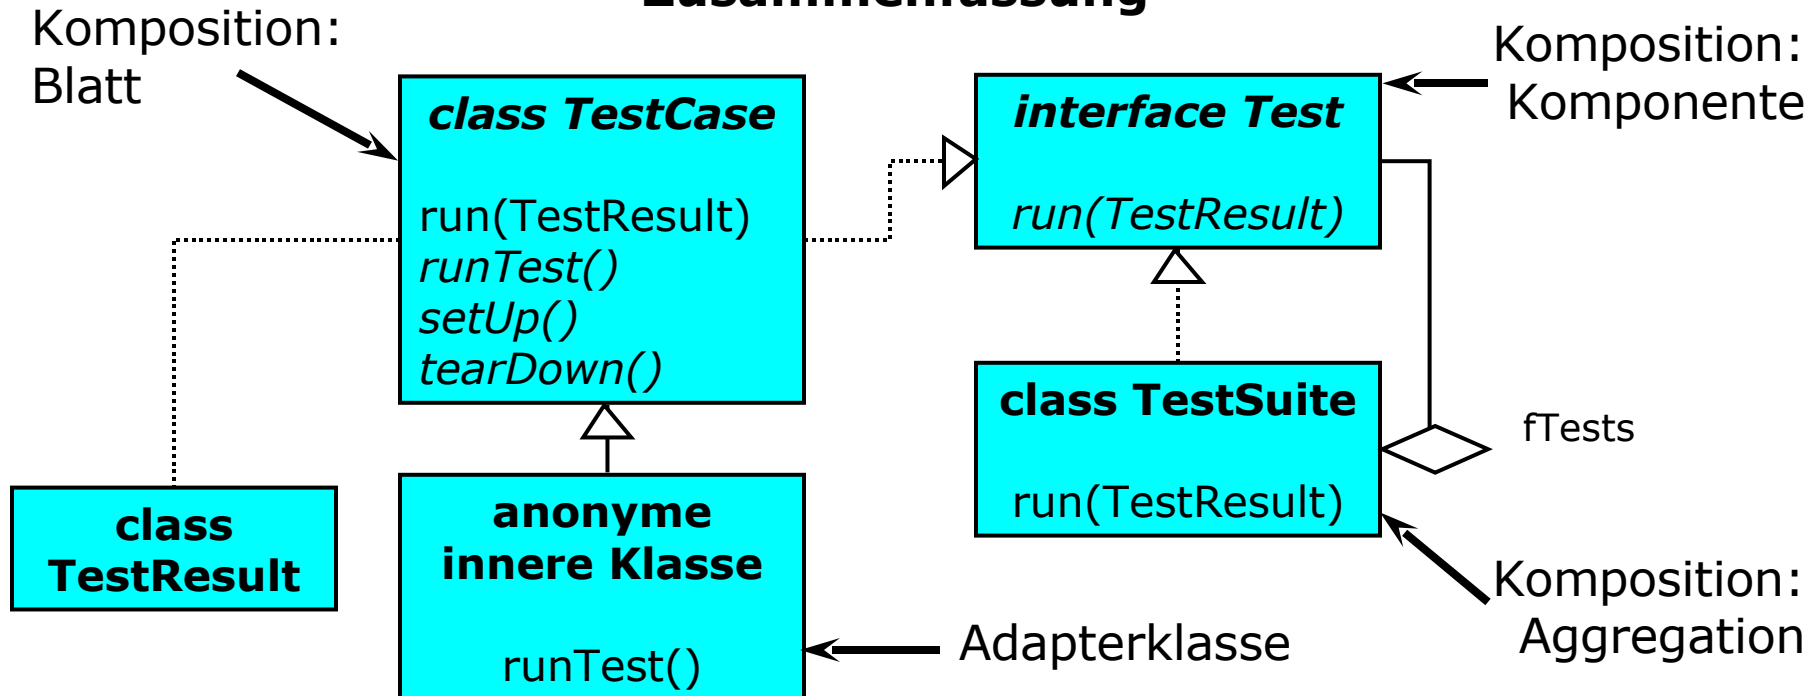 Zusammenfassung
Komposition:
Blatt
class TestCase
run(TestResult)
runTest()
setUp()
tearDown()
interface Test
run(TestResult)
Komposition:
Komponente
class TestSuite
run(TestResult)
fTests
class
TestResult
anonyme
innere Klasse
runTest()
Adapterklasse
Komposition:
Aggregation